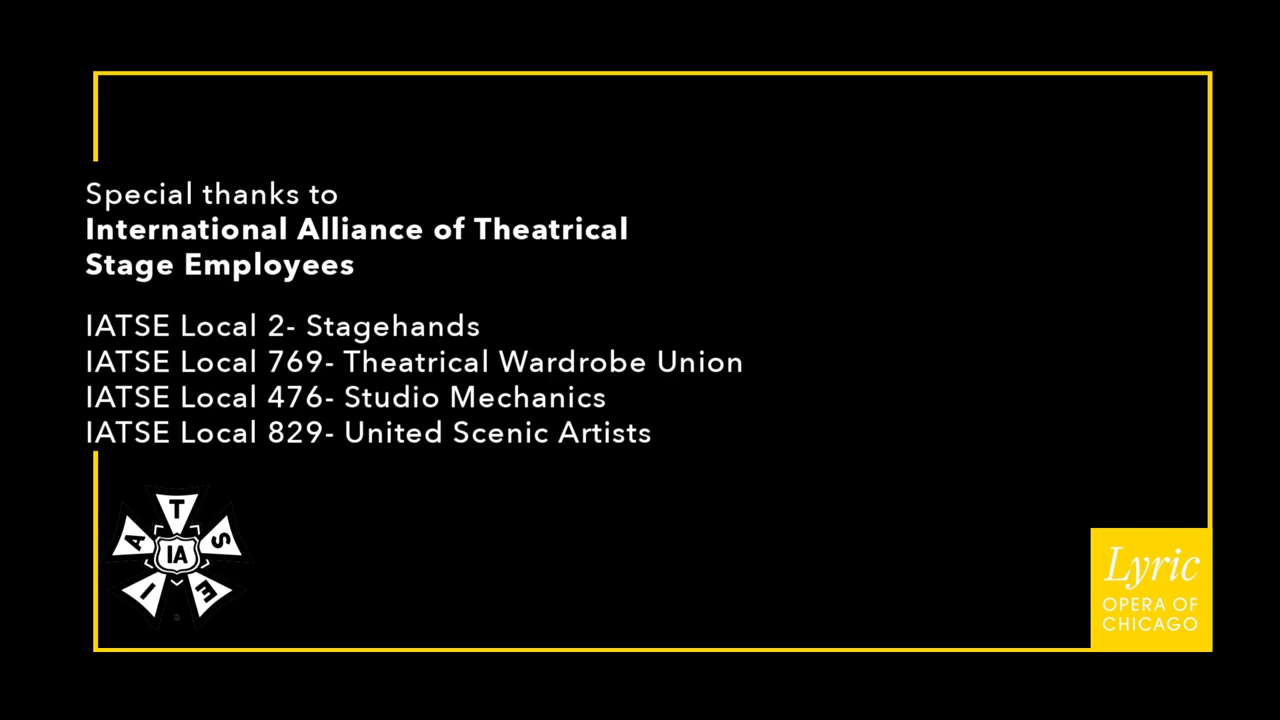 Special thanks to
International Alliance of Theatrical
Stage Employees
IATSE Local 2- Stagehands
IATSE Local 769- Theatrical Wardrobe Union
IATSE Local 476- Studio Mechanics
IATSE Local 829- United Scenic Artists
I A T S E
IA
Lyric
OPERA OF
CHICAGO